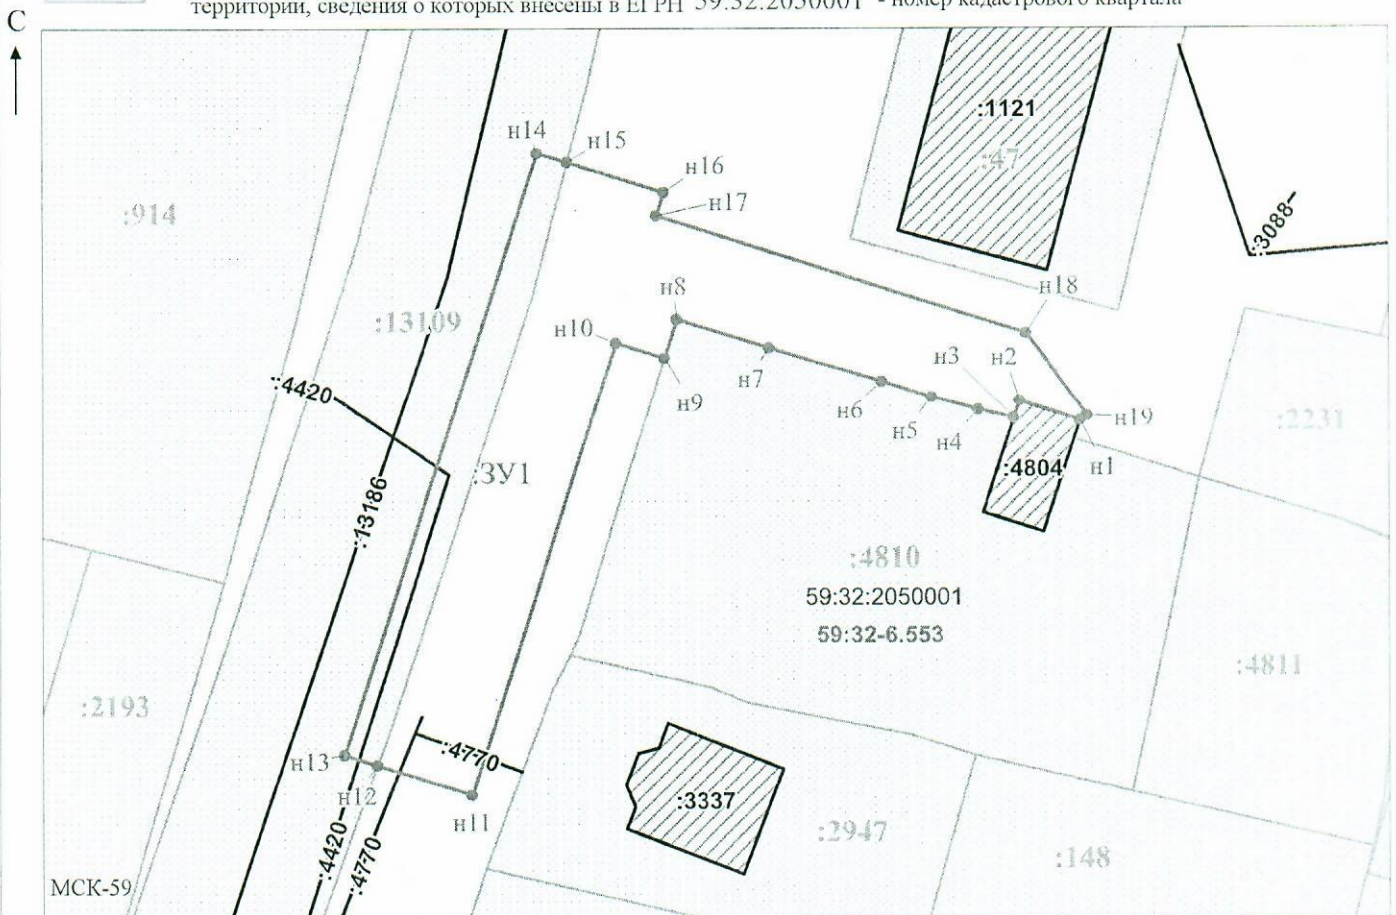 территории, сведения о которых внесены в ЕГРН 59:32:2050001 - номер кадастрового квартала
С
:1121
:47
н14
н15
н16
н17
:914
:3088
н18
н8
:13109
н10
н3
н2
н7
н9
н6
н5
н4
н19
н1
:4420
:2231
:ЗУ1
:4804
:13186
:4810
59:32:2050001
59:32-6.553
:4811
:2193
:4770
н13
н12
н11
:3337
:2947
:148
:4420
:4770
МСК-59